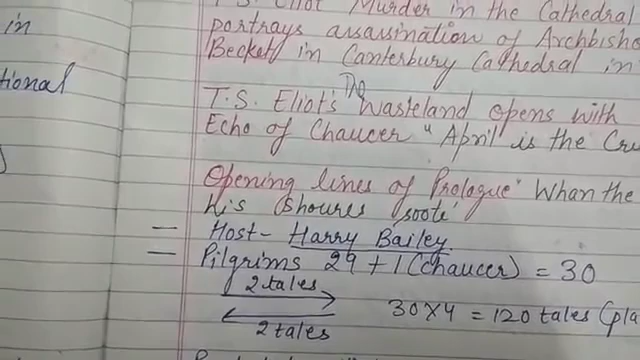 in
tional
T.S. Eliot Murder in the Cathedral
portrays assassination of Archbisho
Becket in Canterbury Cathedral in
T.S. Eliot's The Wasteland opens with
Echo of Chaucer "April is the Cru
Opening lines of Prologue "Whan the
his Shoures soote'
— Host - Harry Bailey.
— Pilgrims 29 + 1 (chaucer) = 30
2 tales
30 × 4 = 120 tales (pla
2 tales